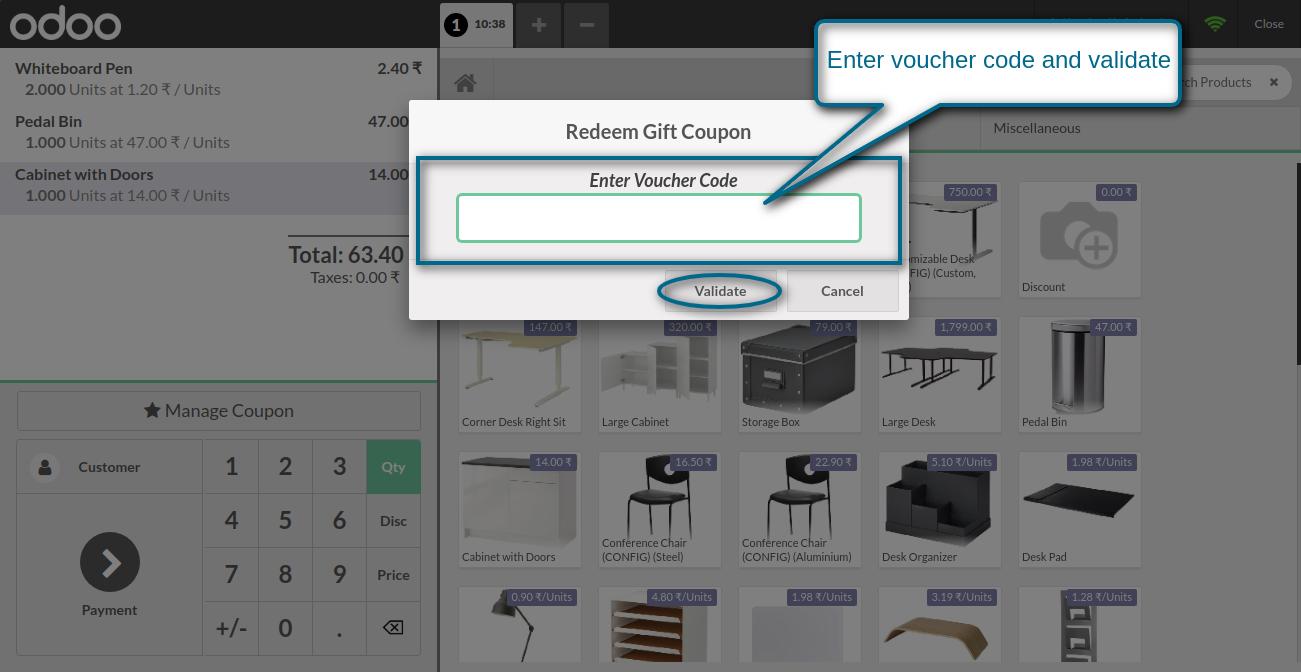 odoo
1 10:38
Close
Enter voucher code and validate
Whiteboard Pen 2.40 ₹
2.000 Units at 1.20 ₹ / Units
Pedal Bin 47.00
1.000 Units at 47.00 ₹ / Units
Cabinet with Doors 14.00
1.000 Units at 14.00 ₹ / Units
Total: 63.40
Taxes: 0.00 ₹
Products
Miscellaneous
Redeem Gift Coupon
Enter Voucher Code
Validate
Cancel
750.00 ₹
Desk
(Custom,
0.00 ₹
Discount
147.00 ₹
Corner Desk Right Sit
320.00 ₹
Large Cabinet
79.00 ₹
Storage Box
1,799.00 ₹
Large Desk
47.00 ₹
Pedal Bin
14.00 ₹
Cabinet with Doors
16.50 ₹
Conference Chair
(CONFIG) (Steel)
22.90 ₹
Conference Chair
(CONFIG) (Aluminium)
5.10 ₹/Units
Desk Organizer
1.98 ₹/Units
Desk Pad
0.90 ₹/Units
4.80 ₹/Units
1.98 ₹/Units
3.19 ₹/Units
1.28 ₹/Units
Manage Coupon
Customer
1 2 3 Qty
4 5 6 Disc
7 8 9 Price
+/- 0 .
Payment